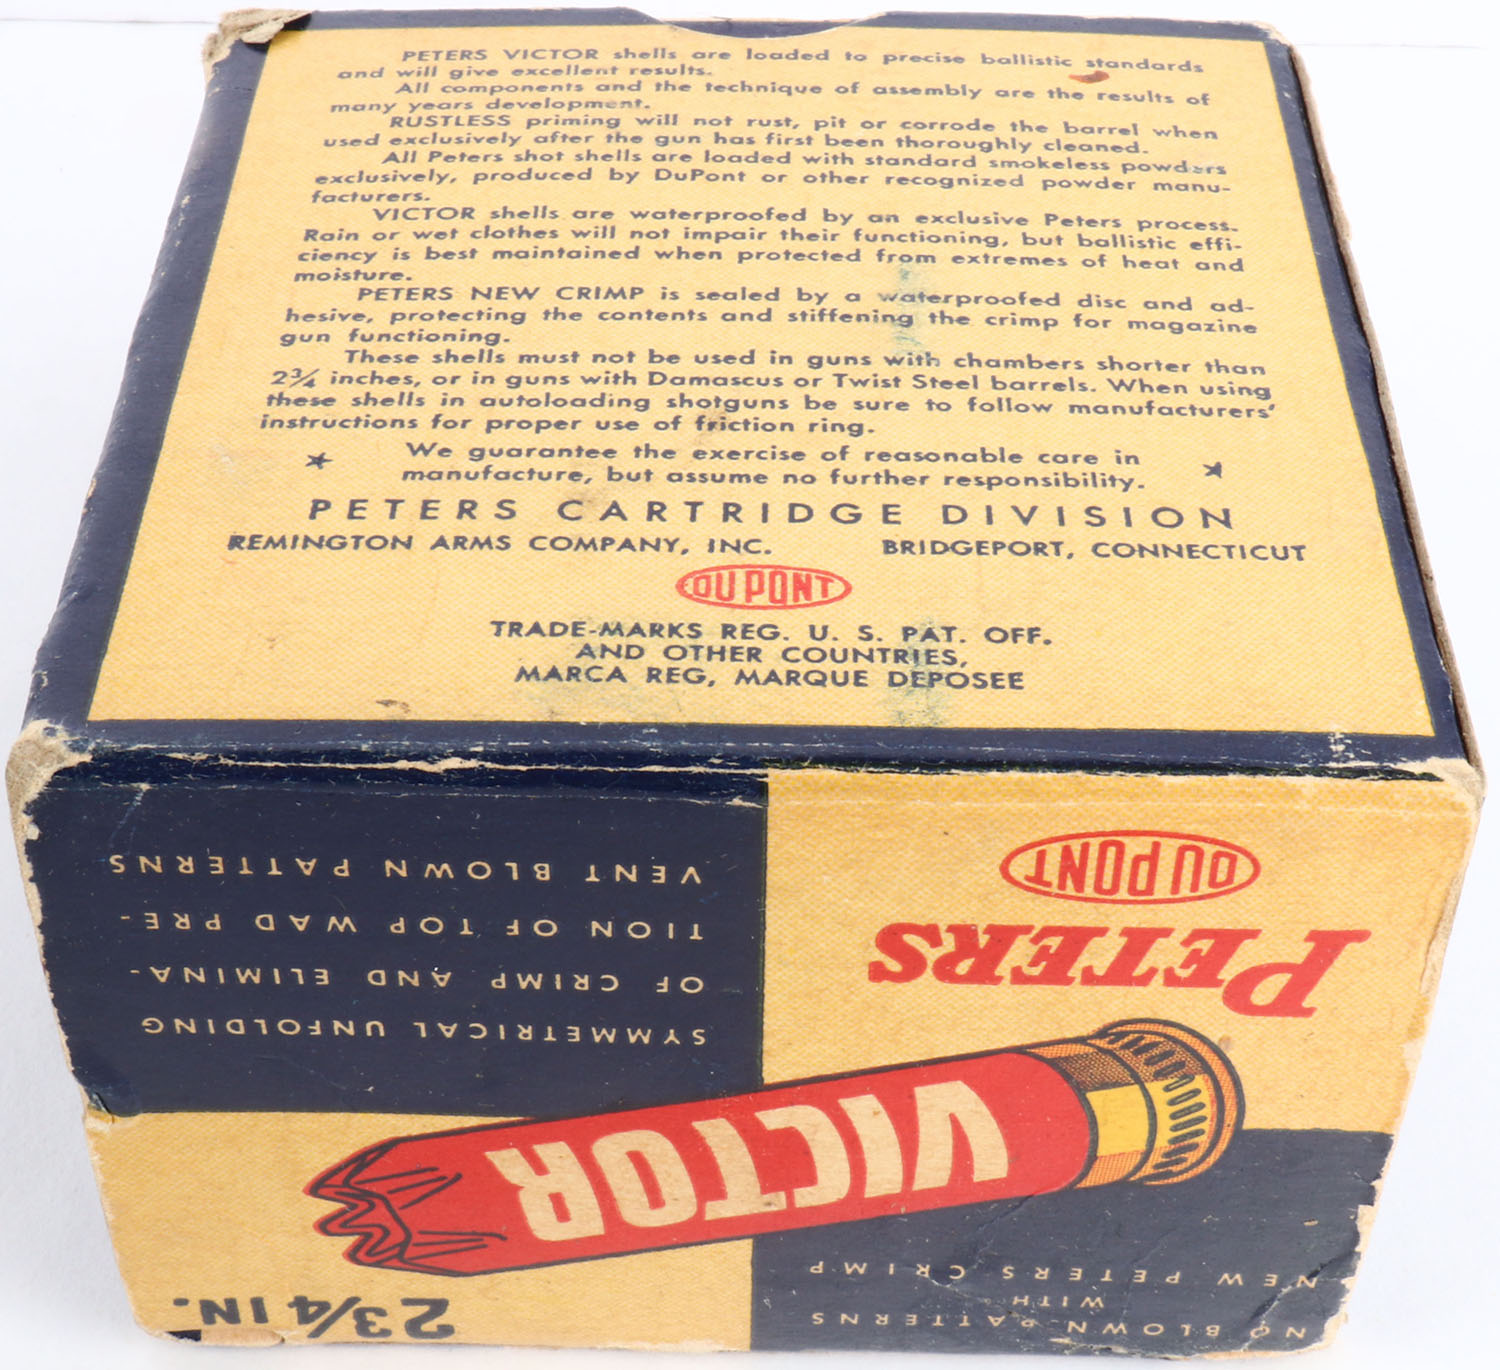 PETERS VICTOR shells are loaded to precise ballistic standards
and will give excellent results.
All components and the technique of assembly are the results of
many years development.
RUSTLESS priming will not rust, pit or corrode the barrel when
used exclusively after the gun has first been thoroughly cleaned.
All Peters shot shells are loaded with standard smokeless powders
exclusively, produced by DuPont or other recognized powder manu-
facturers.
VICTOR shells are waterproofed by an exclusive Peters process.
Rain or wet clothes will not impair their functioning, but ballistic effi-
ciency is best maintained when protected from extremes of heat and
moisture.
PETERS NEW CRIMP is sealed by a waterproofed disc and ad-
hesive, protecting the contents and stiffening the crimp for magazine
gun functioning.
These shells must not be used in guns with chambers shorter than
2¾ inches, or in guns with Damascus or Twist Steel barrels. When using
these shells in autoloading shotguns be sure to follow manufacturers'
instructions for proper use of friction ring.
We guarantee the exercise of reasonable care in
manufacture, but assume no further responsibility.
PETERS CARTRIDGE DIVISION
REMINGTON ARMS COMPANY, INC. BRIDGEPORT, CONNECTICUT
DU PONT
TRADE-MARKS REG. U. S. PAT. OFF.
AND OTHER COUNTRIES,
MARCA REG, MARQUE DEPOSEE
NO BLOWN PATTERNS
WITH
NEW PETERS CRIMP
2¾ IN.
VICTOR
PETERS
DU PONT
SYMMETRICAL UNFOLDING
OF CRIMP AND ELIMINA-
TION OF TOP WAD PRE-
VENT BLOWN PATTERNS